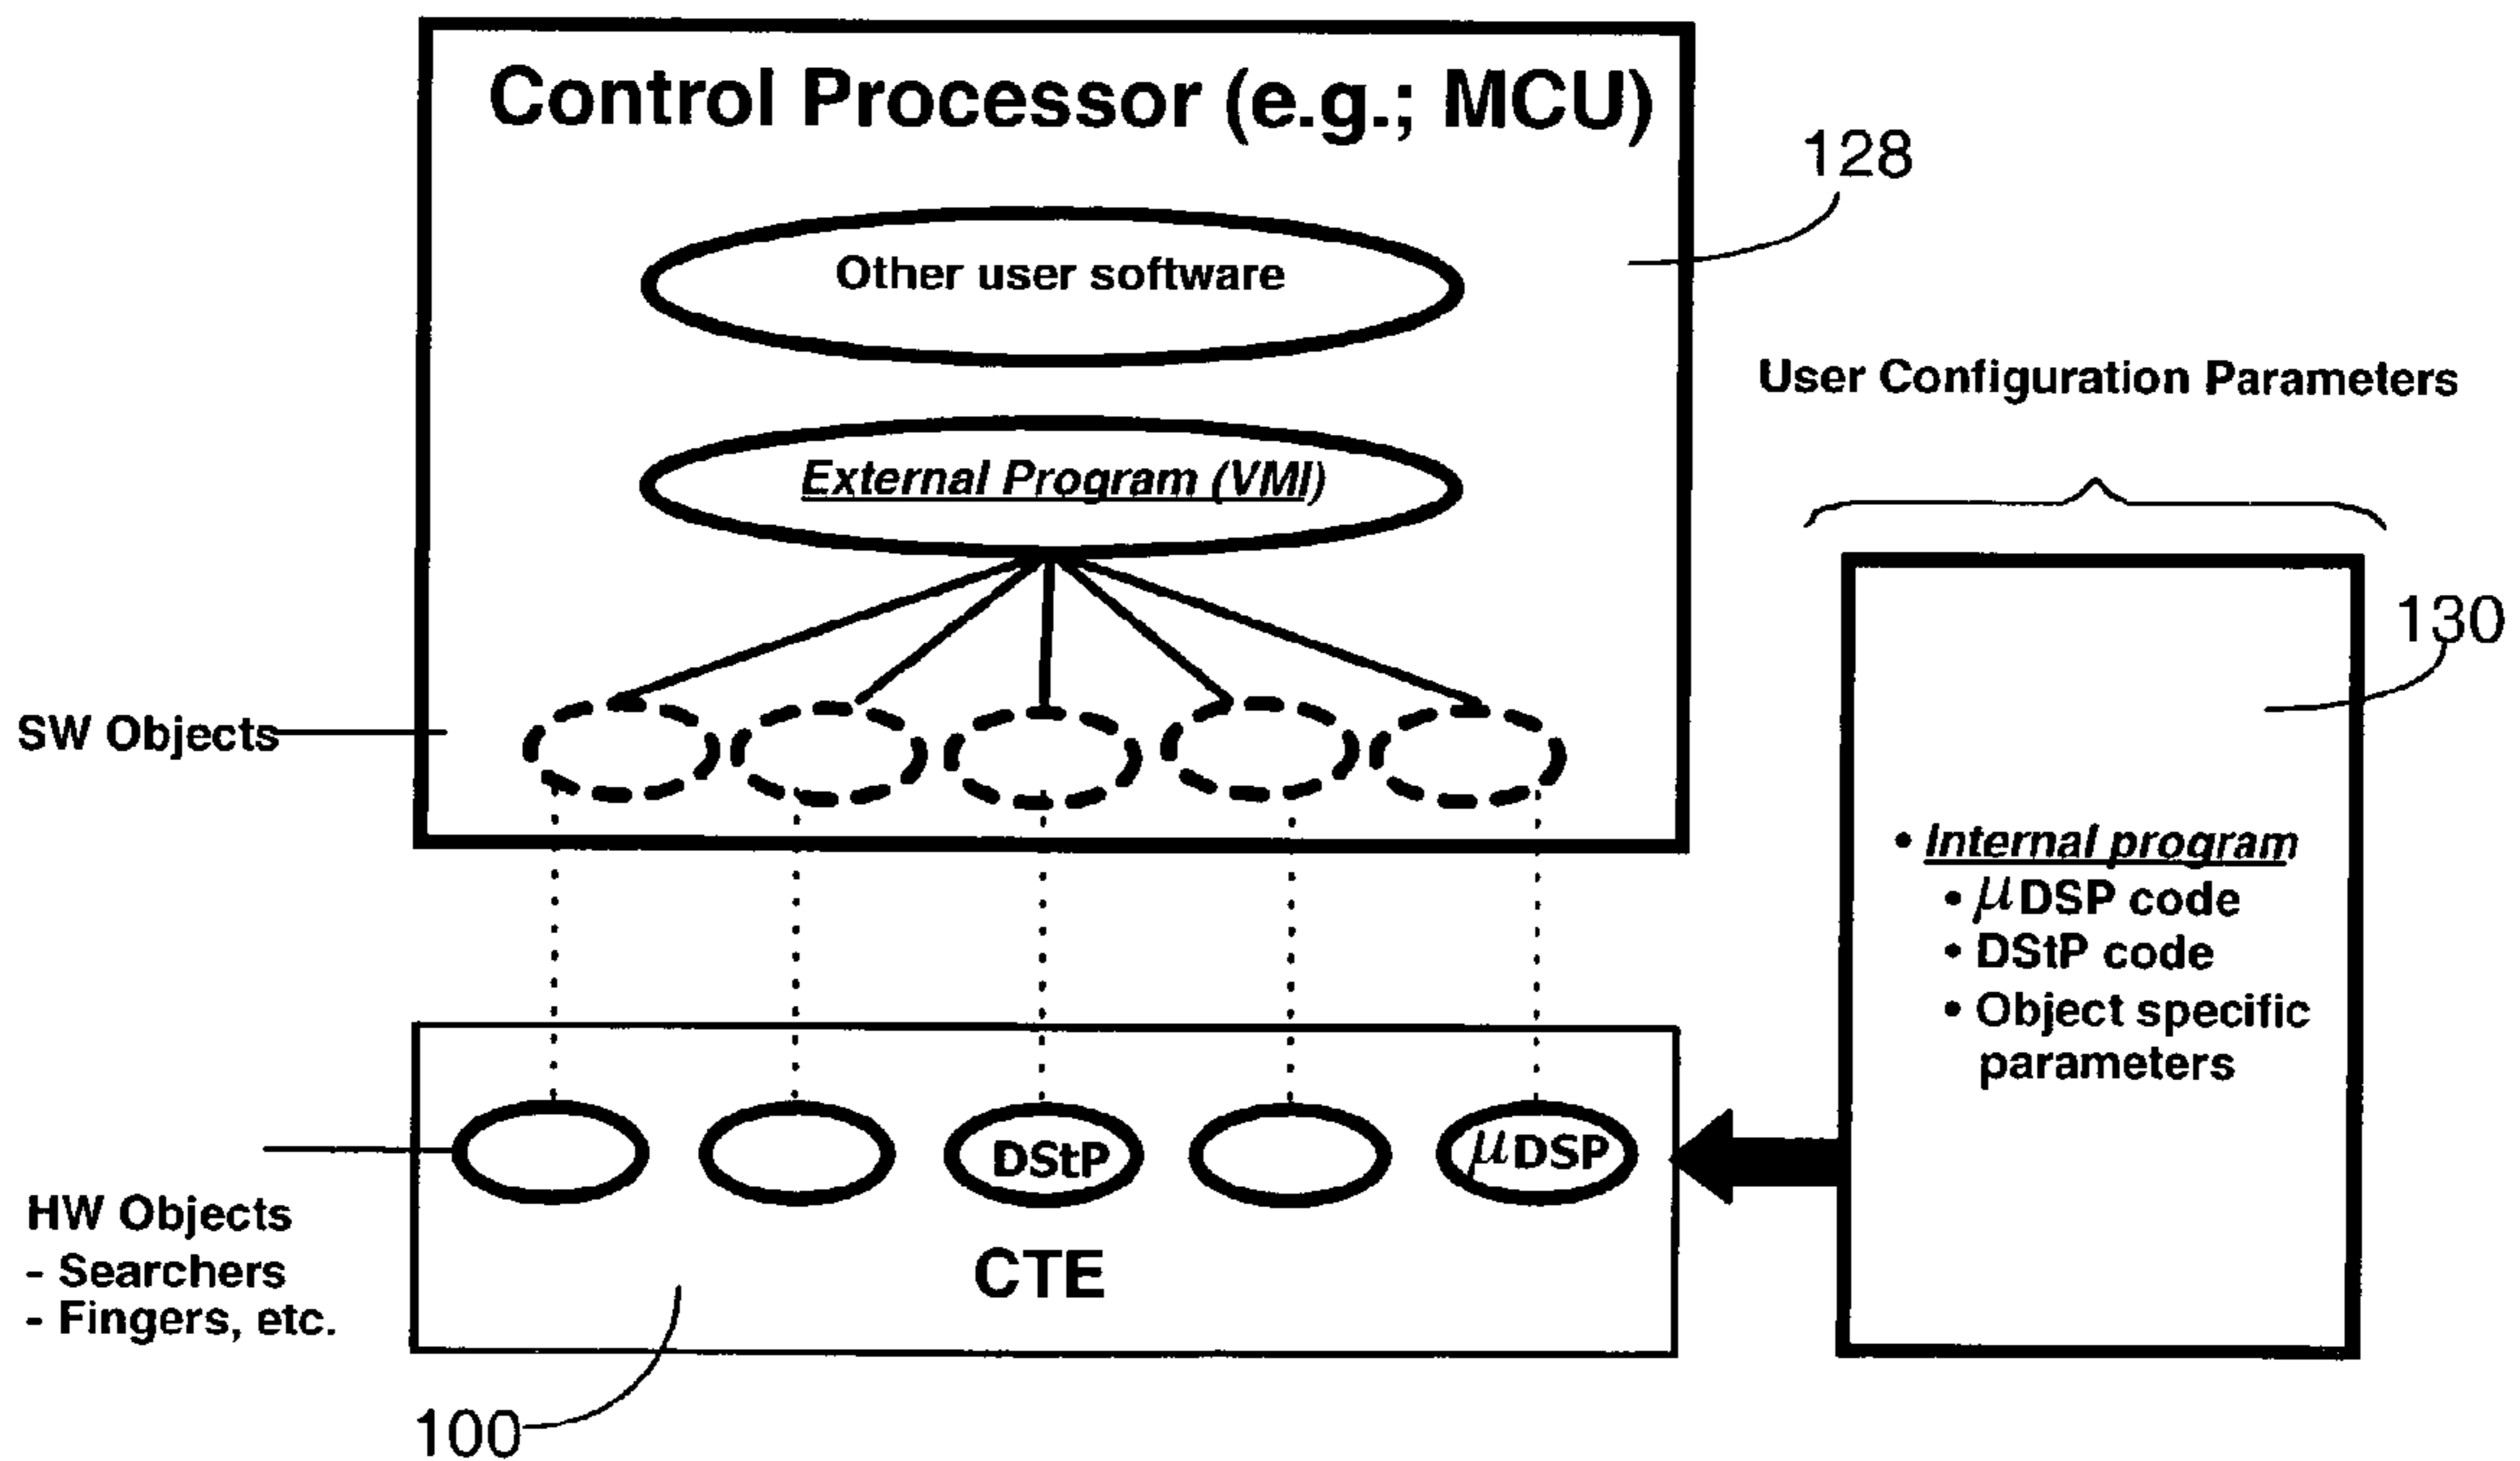 Control Processor (e.g.; MCU)
128
Other user software
User Configuration Parameters
External Program (VMI)
130
SW Objects
• Internal program
• μDSP code
• DStP code
• Object specific
parameters
DStP
μDSP
HW Objects
- Searchers
- Fingers, etc.
CTE
100